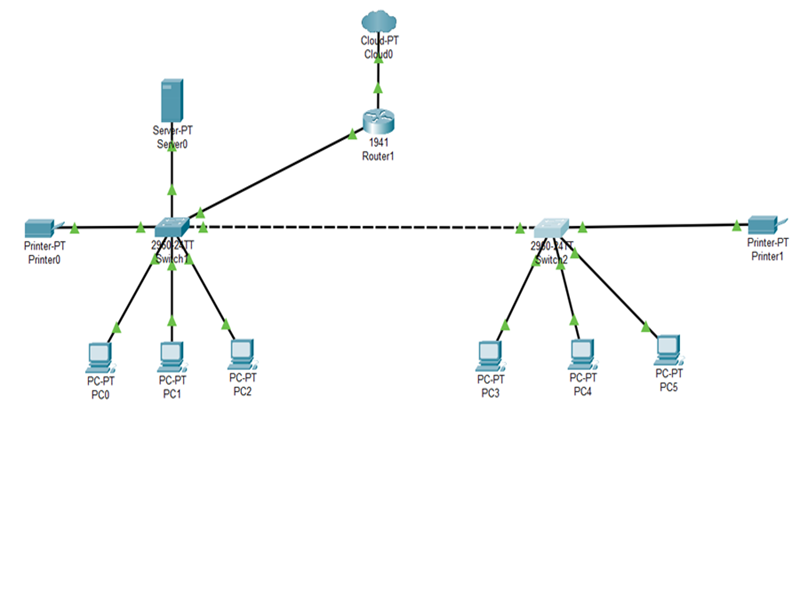 Cloud-PT
Cloud0
Server-PT
Server0
1941
Router1
Printer-PT
Printer0
2960-24TT
Switch1
2960-24TT
Switch2
Printer-PT
Printer1
PC-PT
PC0
PC-PT
PC1
PC-PT
PC2
PC-PT
PC3
PC-PT
PC4
PC-PT
PC5